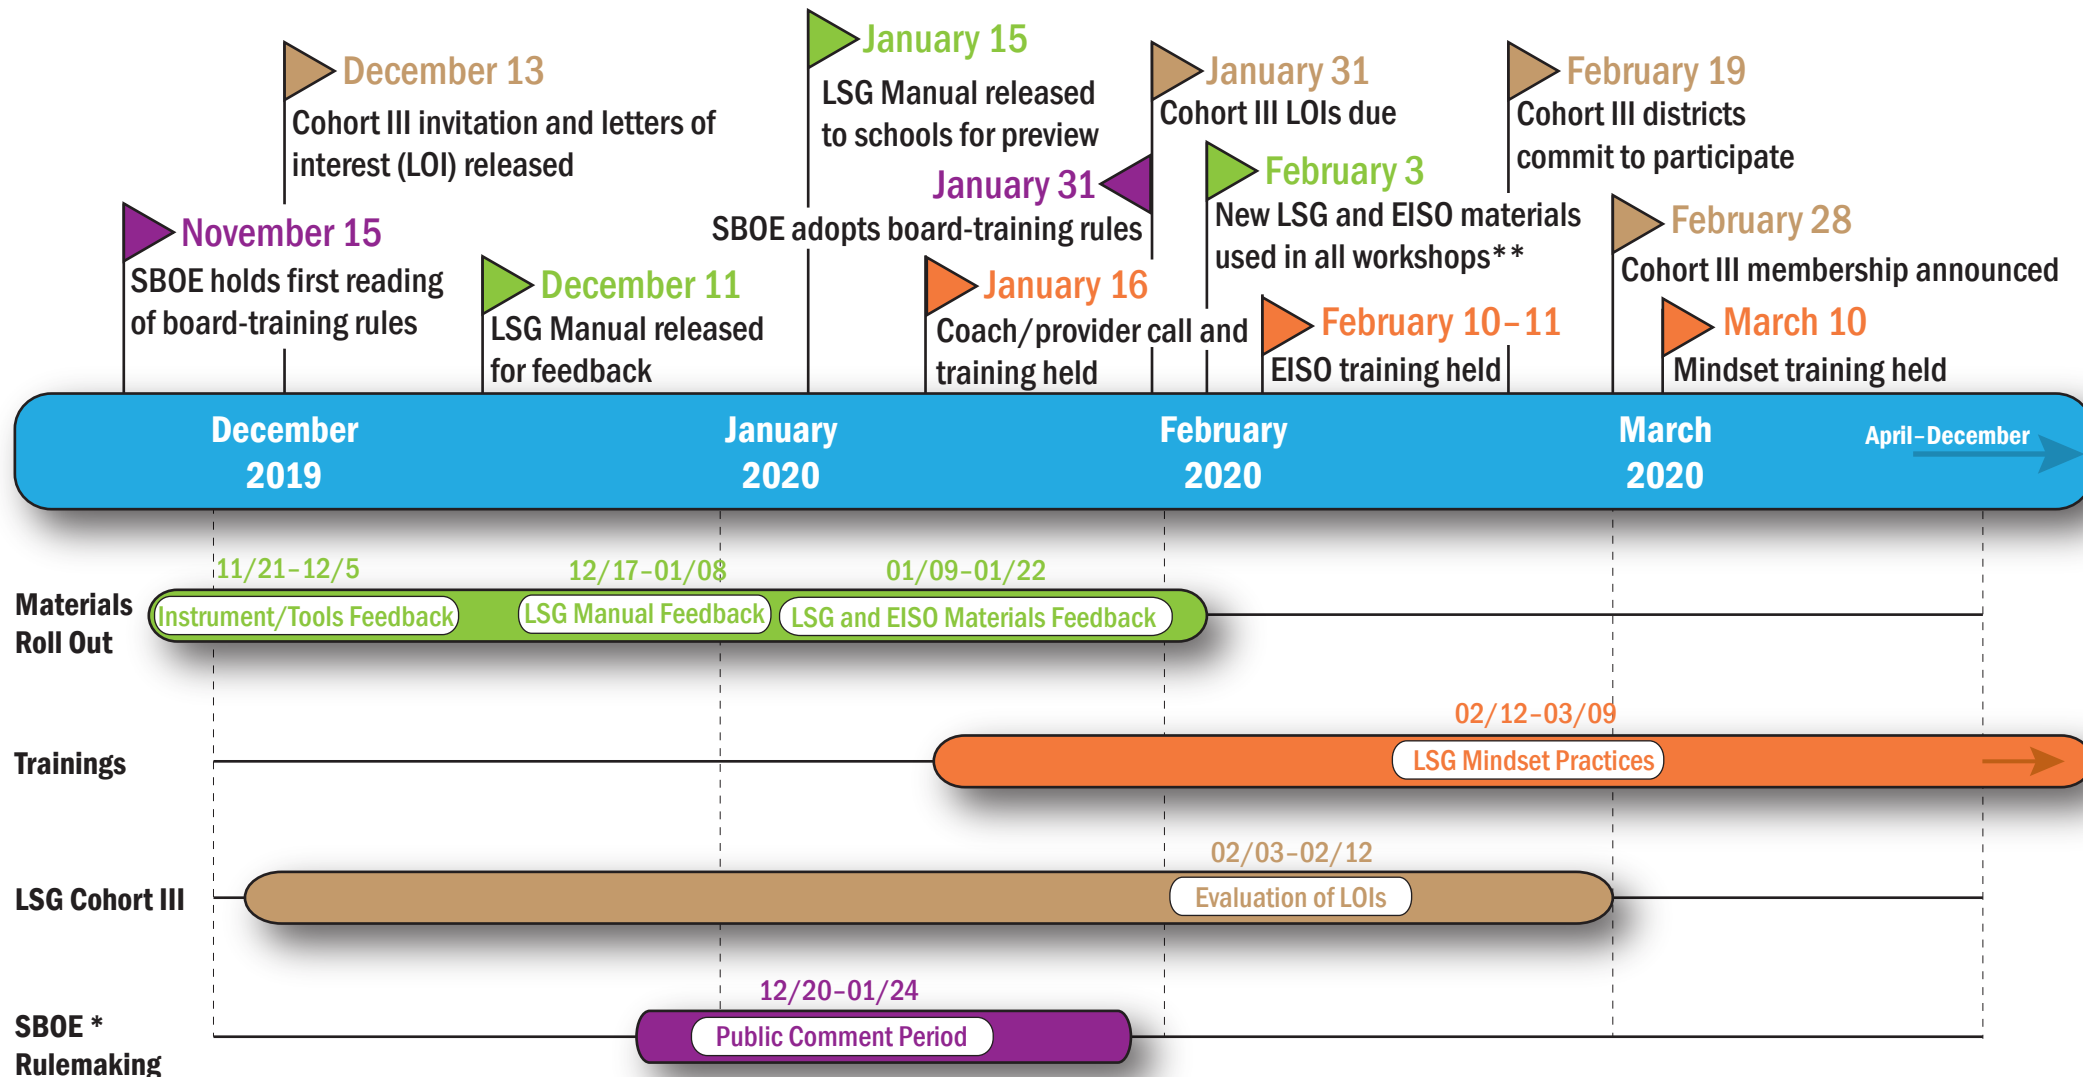 December 13
Cohort III invitation and letters of
interest (LOI) released
November 15
SBOE holds first reading
of board-training rules
December 11
LSG Manual released
for feedback
January 15
LSG Manual released
to schools for preview
January 31
SBOE adopts board-training rules
January 16
Coach/provider call and
training held
January 31
Cohort III LOIs due
February 3
New LSG and EISO materials
used in all workshops**
February 10–11
EISO training held
February 19
Cohort III districts
commit to participate
February 28
Cohort III membership announced
March 10
Mindset training held
December
2019
January
2020
February
2020
March
2020
April–December
Materials
Roll Out
11/21–12/5
Instrument/Tools Feedback
12/17–01/08
LSG Manual Feedback
01/09–01/22
LSG and EISO Materials Feedback
Trainings
02/12–03/09
LSG Mindset Practices
LSG Cohort III
02/03–02/12
Evaluation of LOIs
SBOE *
Rulemaking
12/20–01/24
Public Comment Period